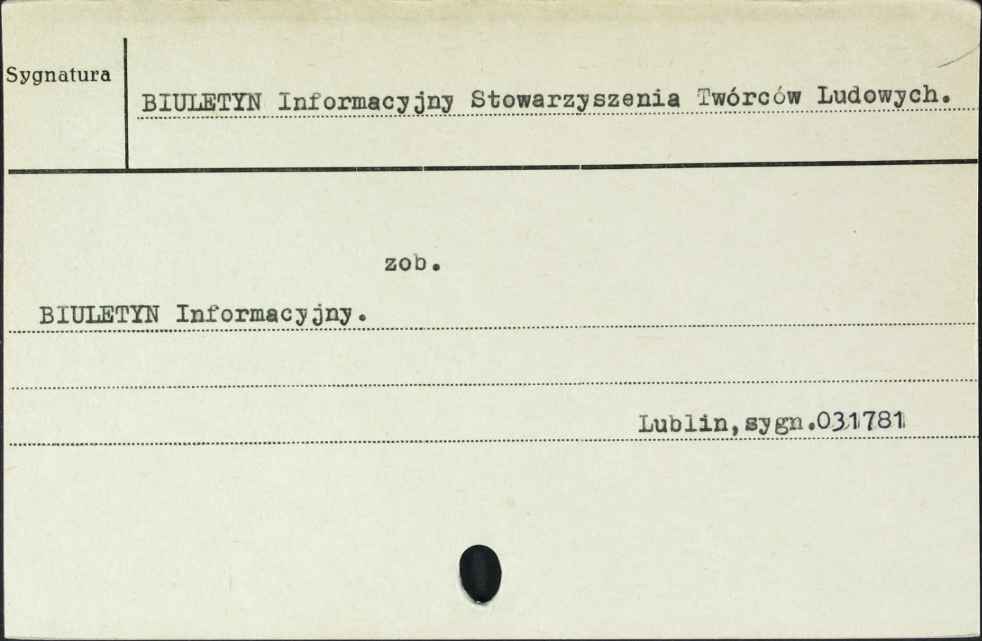 Sygnatura
BIULETYN Informacyjny Stowarzyszenia Twórców Ludowych.
zob.
BIULETYN Informacyjny.
Lublin,sygn.031781